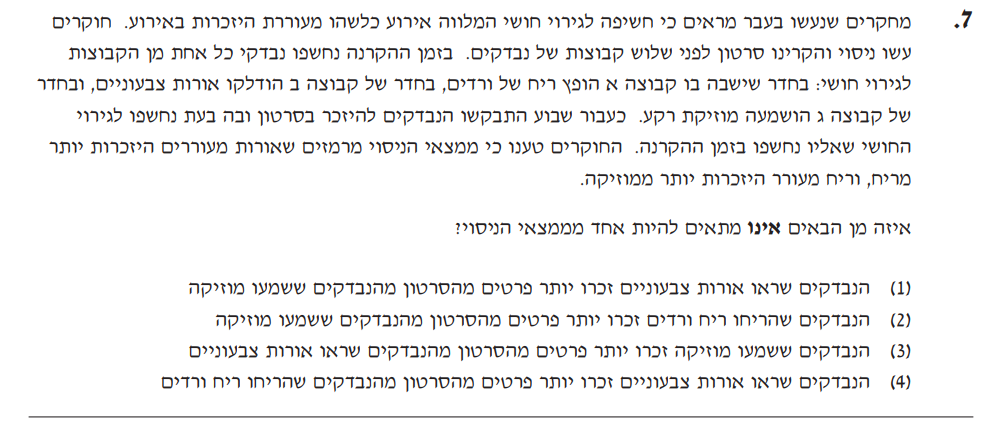 7. מחקרים שנעשו בעבר מראים כי חשיפה לגירוי חושי המלווה אירוע כלשהו מעוררת היזכרות באירוע. חוקרים
עשו ניסוי והקרינו סרטון לפני שלוש קבוצות של נבדקים. בזמן ההקרנה נחשפו נבדקי כל אחת מן הקבוצות
לגירוי חושי: בחדר שישבה בו קבוצה א הופץ ריח של ורדים, בחדר של קבוצה ב הודלקו אורות צבעוניים, ובחדר
של קבוצה ג הושמעה מוזיקת רקע. כעבור שבוע התבקשו הנבדקים להיזכר בסרטון ובה בעת נחשפו לגירוי
החושי שאליו נחשפו בזמן ההקרנה. החוקרים טענו כי ממצאי הניסוי מרמזים שאורות מעוררים היזכרות יותר
מריח, וריח מעורר היזכרות יותר ממוזיקה.
איזה מן הבאים אינו מתאים להיות אחד מממצאי הניסוי?
(1) הנבדקים שראו אורות צבעוניים זכרו יותר פרטים מהסרטון מהנבדקים ששמעו מוזיקה
(2) הנבדקים שהריחו ריח ורדים זכרו יותר פרטים מהסרטון מהנבדקים ששמעו מוזיקה
(3) הנבדקים ששמעו מוזיקה זכרו יותר פרטים מהסרטון מהנבדקים שראו אורות צבעוניים
(4) הנבדקים שראו אורות צבעוניים זכרו יותר פרטים מהסרטון מהנבדקים שהריחו ריח ורדים